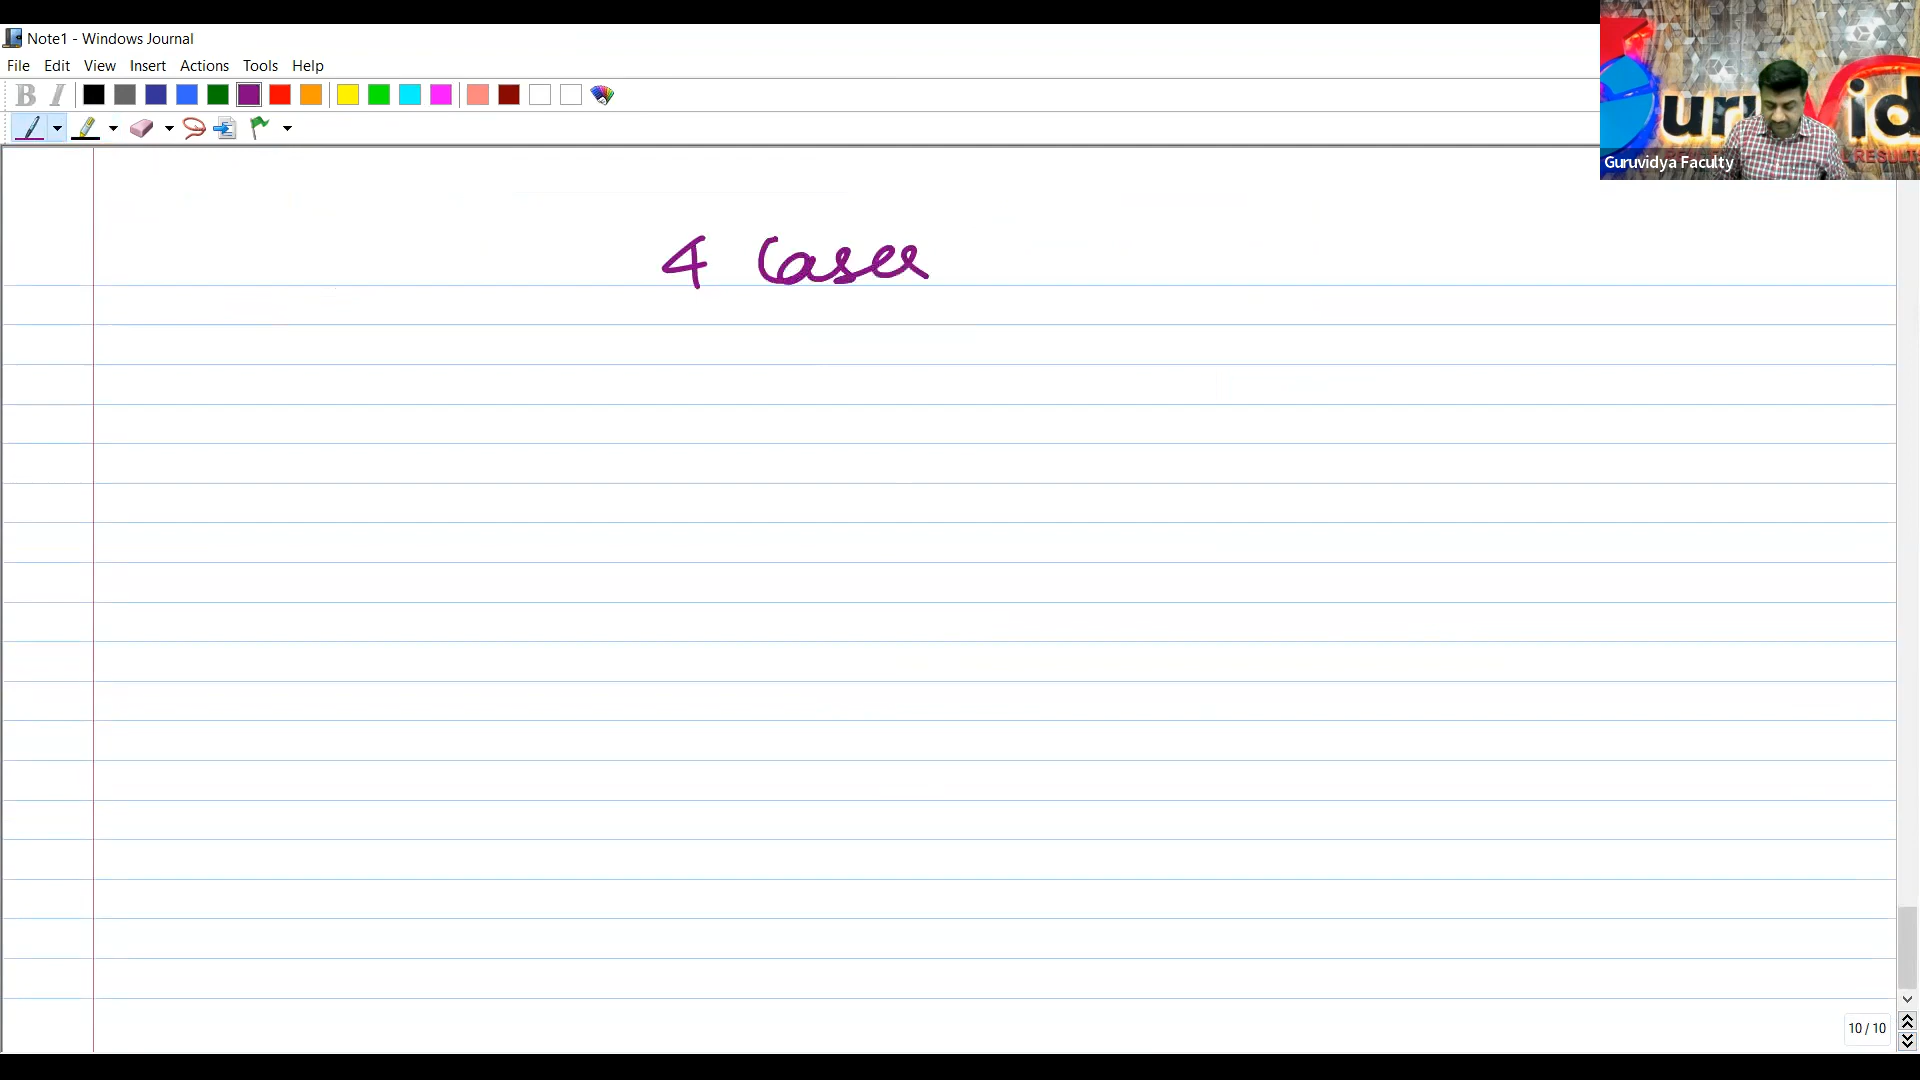 Note1 - Windows Journal
File Edit View Insert Actions Tools Help
B I
Guruvidya Faculty
4 Cases
10 / 10